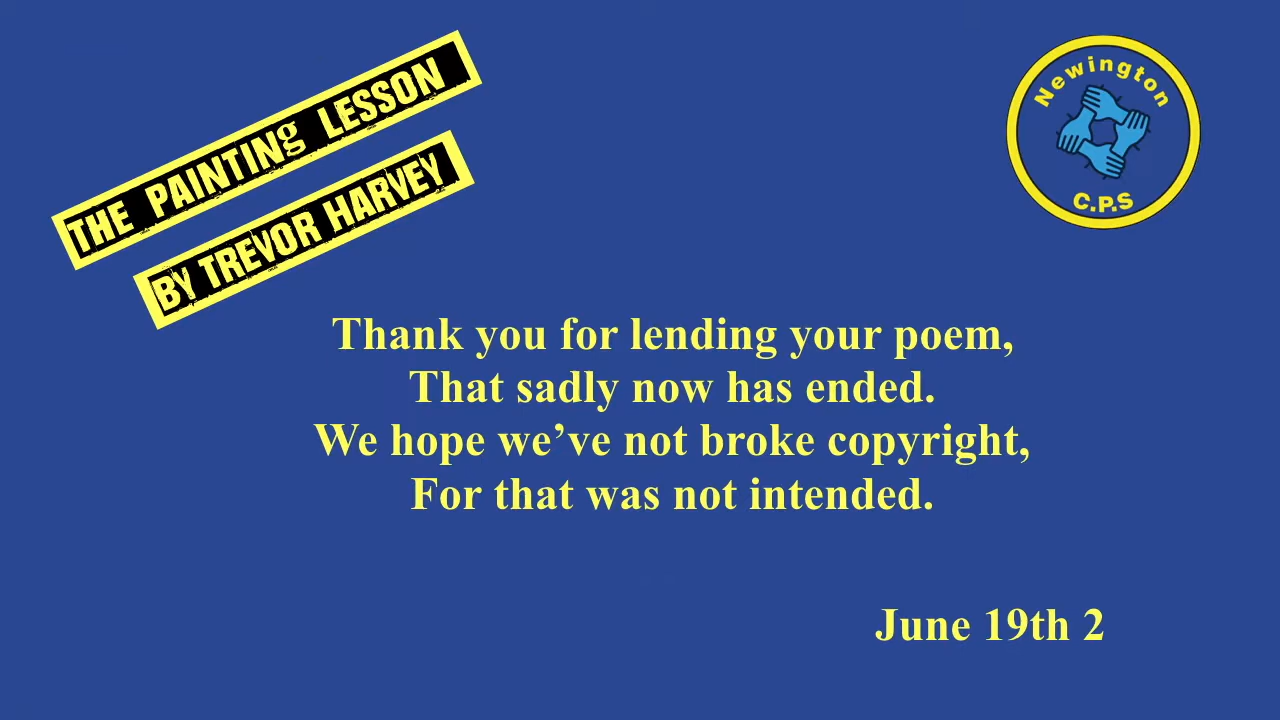 THE PAINTINg LESSON
BY TREVOR HARVEY
Newington
C.P.S
Thank you for lending your poem,
That sadly now has ended.
We hope we’ve not broke copyright,
For that was not intended.
June 19th 2